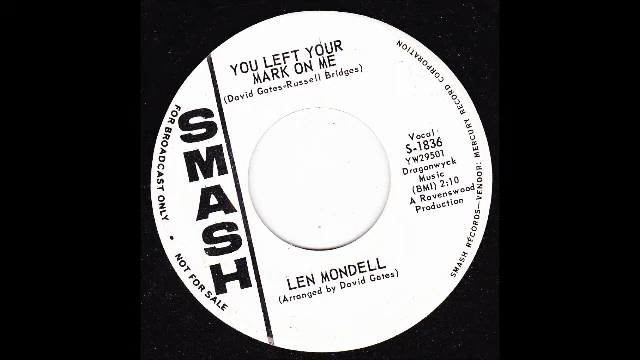 YOU LEFT YOUR
MARK ON ME
(David Gates-Russell Bridges)
SMASH
FOR BROADCAST ONLY • NOT FOR SALE
Vocal
S-1836
YW29501
Dragonwyck
Music
(BMI) 2:10
A Ravenswood
Production
SMASH RECORDS—VENDOR: MERCURY RECORD CORPORATION
LEN MONDELL
(Arranged by David Gates)